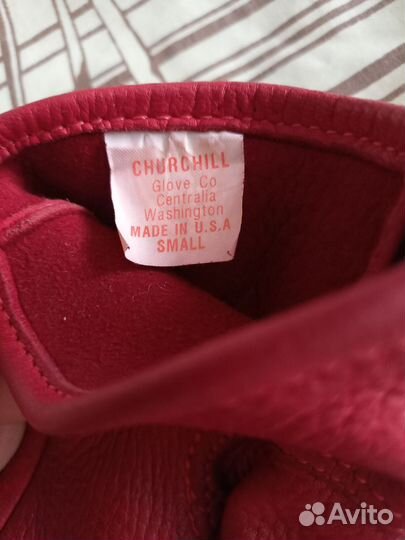 CHURCHILL
Glove Co
Centralia
Washington
MADE IN U.S.A
SMALL
Avito